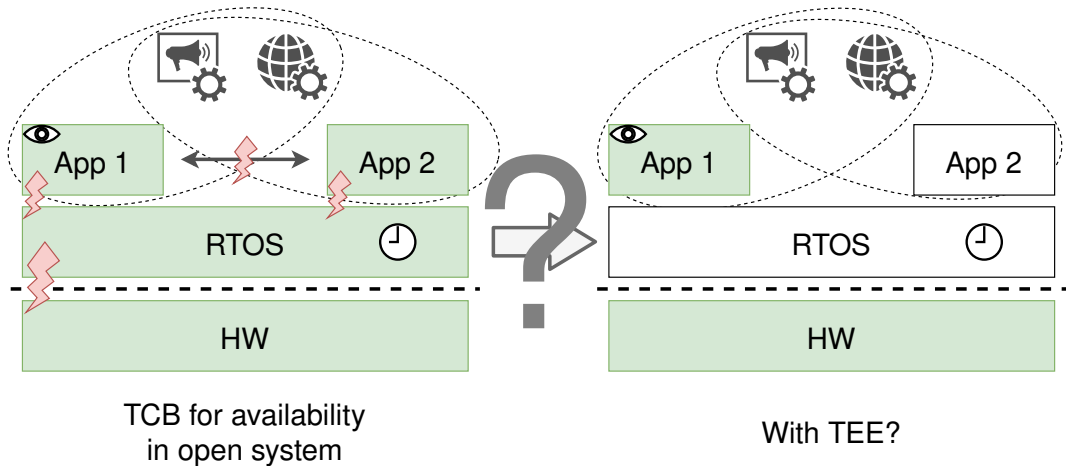 App 1
App 2
RTOS
HW
TCB for availability
in open system
?
App 1
App 2
RTOS
HW
With TEE?